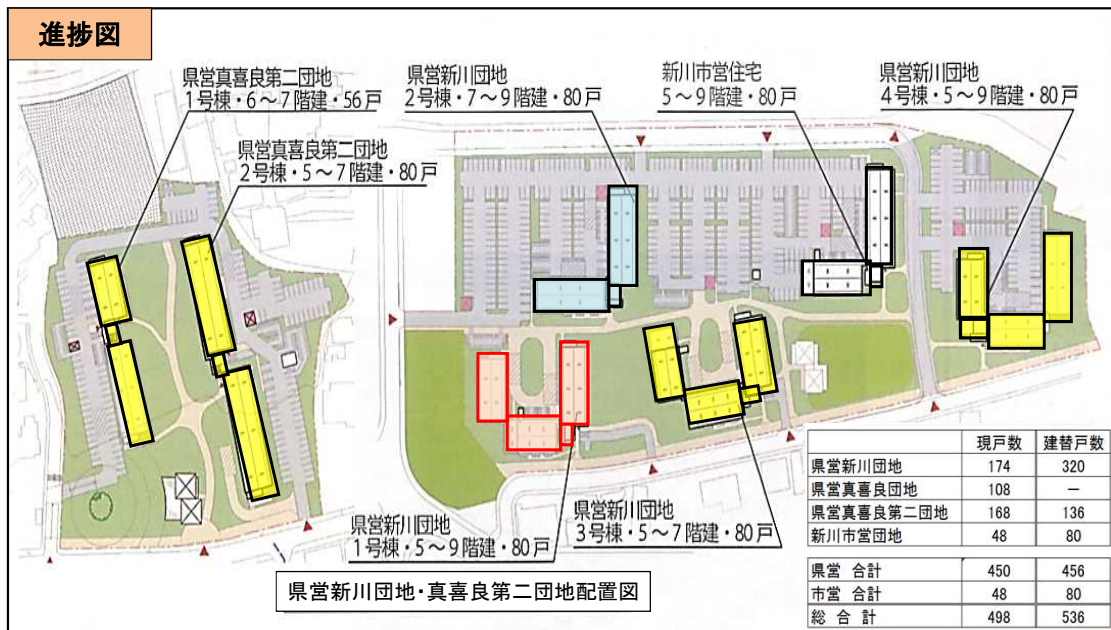 進捗図
県営真喜良第二団地
1号棟・6～7階建・56戸
県営真喜良第二団地
2号棟・5～7階建・80戸
県営新川団地
2号棟・7～9階建・80戸
新川市営住宅
5～9階建・80戸
県営新川団地
4号棟・5～9階建・80戸
県営新川団地
1号棟・5～9階建・80戸
県営新川団地
3号棟・5～7階建・80戸
県営新川団地・真喜良第二団地配置図
現戸数 建替戸数
県営新川団地 174 320
県営真喜良団地 108 －
県営真喜良第二団地 168 136
新川市営団地 48 80
県営 合計 450 456
市営 合計 48 80
総 合 計 498 536